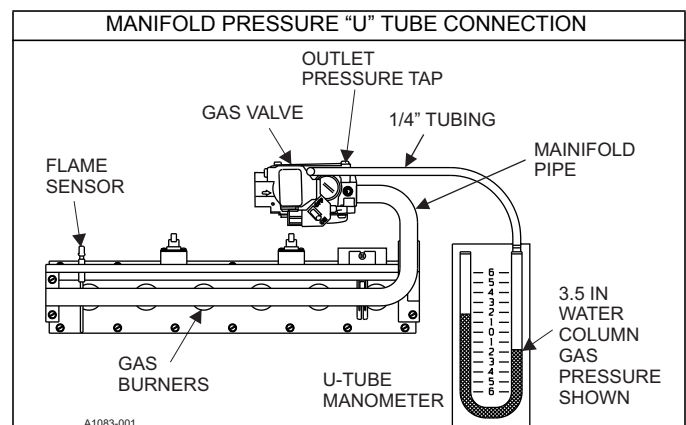 MANIFOLD PRESSURE “U” TUBE CONNECTION
OUTLET
PRESSURE TAP
GAS VALVE
1/4” TUBING
FLAME
SENSOR
MAINIFOLD
PIPE
6
5
4
3
2
1
0
1
2
3
4
5
6
3.5 IN
WATER
COLUMN
GAS
PRESSURE
SHOWN
GAS
BURNERS
U-TUBE
MANOMETER
A1083-001